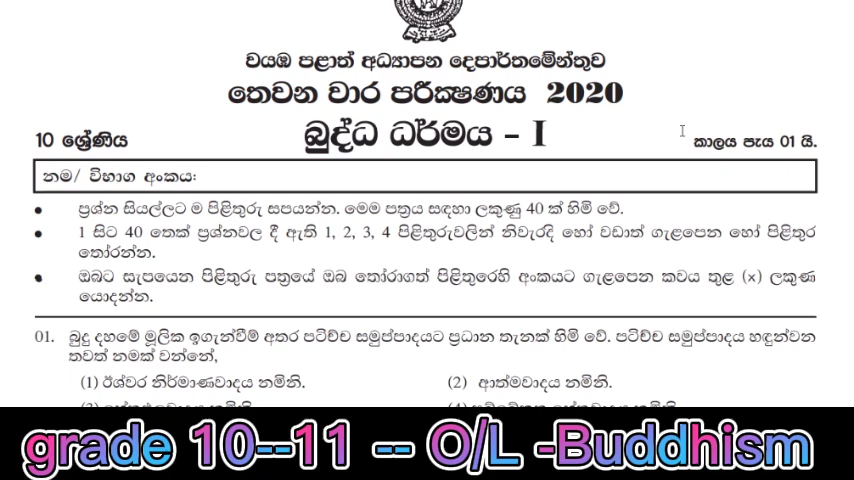 වයඹ පළාත් අධ්‍යාපන දෙපාර්තමේන්තුව
තෙවන වාර පරීක්‍ෂණය 2020
10 ශ්‍රේණිය
බුද්ධ ධර්මය - I
කාලය පැය 01 යි.
නම/ විභාග අංකය:
• ප්‍රශ්න සියල්ලට ම පිළිතුරු සපයන්න. මෙම පත්‍රය සඳහා ලකුණු 40 ක් හිමි වේ.
• 1 සිට 40 තෙක් ප්‍රශ්නවල දී ඇති 1, 2, 3, 4 පිළිතුරුවලින් නිවැරදි හෝ වඩාත් ගැළපෙන හෝ පිළිතුර
තෝරන්න.
• ඔබට සැපයෙන පිළිතුරු පත්‍රයේ ඔබ තෝරාගත් පිළිතුරෙහි අංකයට ගැළපෙන කවය තුළ (×) ලකුණ
යොදන්න.
01. බුදු දහමේ මූලික ඉගැන්වීම් අතර පටිච්ච සමුප්පාදයට ප්‍රධාන තැනක් හිමි වේ. පටිච්ච සමුප්පාදය හඳුන්වන
තවත් නමක් වන්නේ,
(1) ඊශ්වර නිර්මාණවාදය නමිනි. (2) ආත්මවාදය නමිනි.
grade 10--11 -- O/L -Buddhism